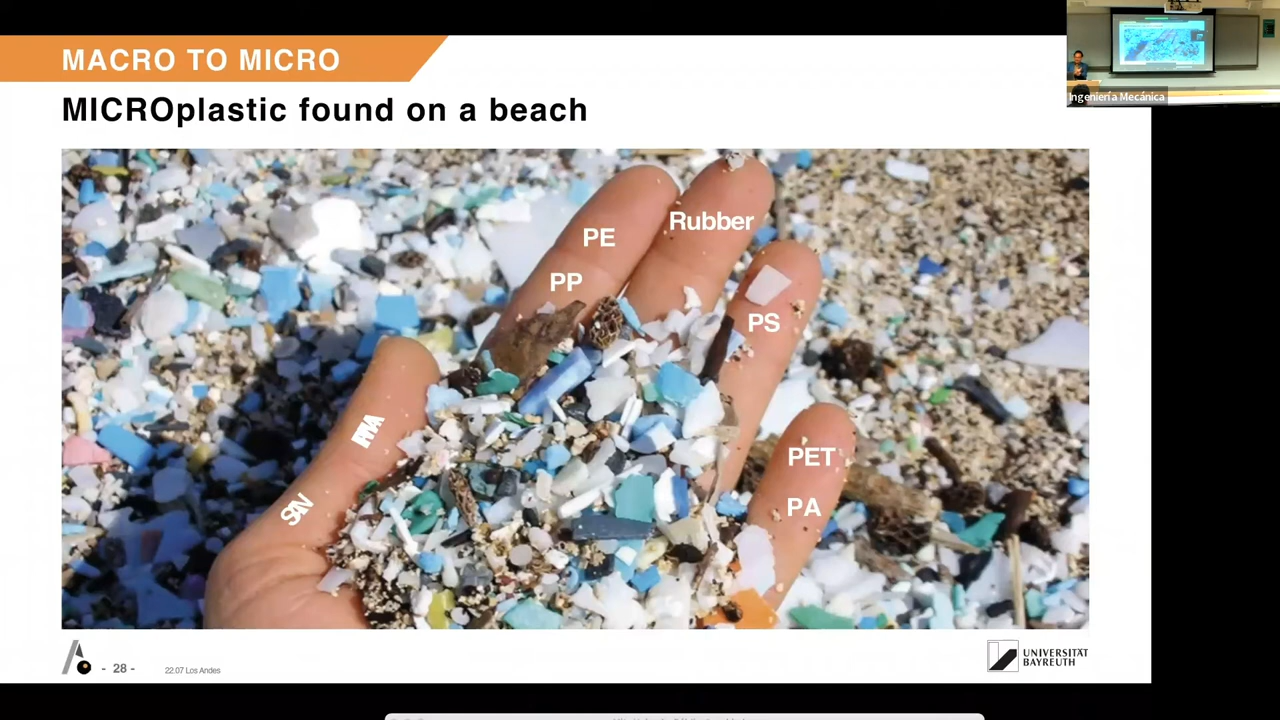 MACRO TO MICRO
MICROplastic found on a beach
Ingeniería Mecánica
Rubber
PE
PP
PS
PET
PA
SAN
- 28 -
22.07 Los Andes
UNIVERSITÄT
BAYREUTH